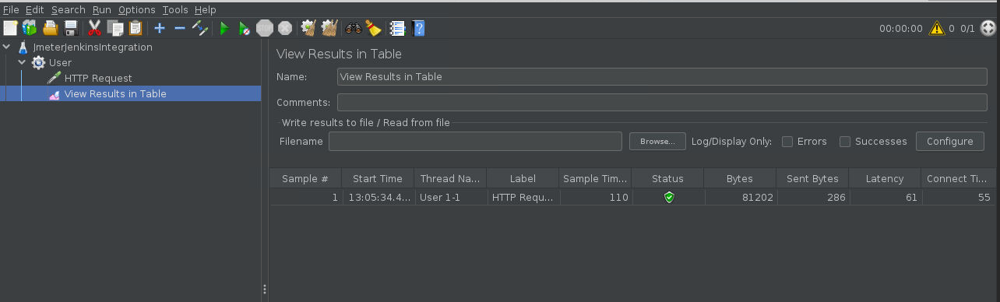 File Edit Search Run Options Tools Help
00:00:00 0 0/1
JmeterJenkinsIntegration
User
HTTP Request
View Results in Table
View Results in Table
Name: View Results in Table
Comments:
Write results to file / Read from file
Filename Browse... Log/Display Only: Errors Successes Configure
Sample # Start Time Thread Na... Label Sample Tim... Status Bytes Sent Bytes Latency Connect Ti...
1 13:05:34.4... User 1-1 HTTP Requ... 110 81202 286 61 55